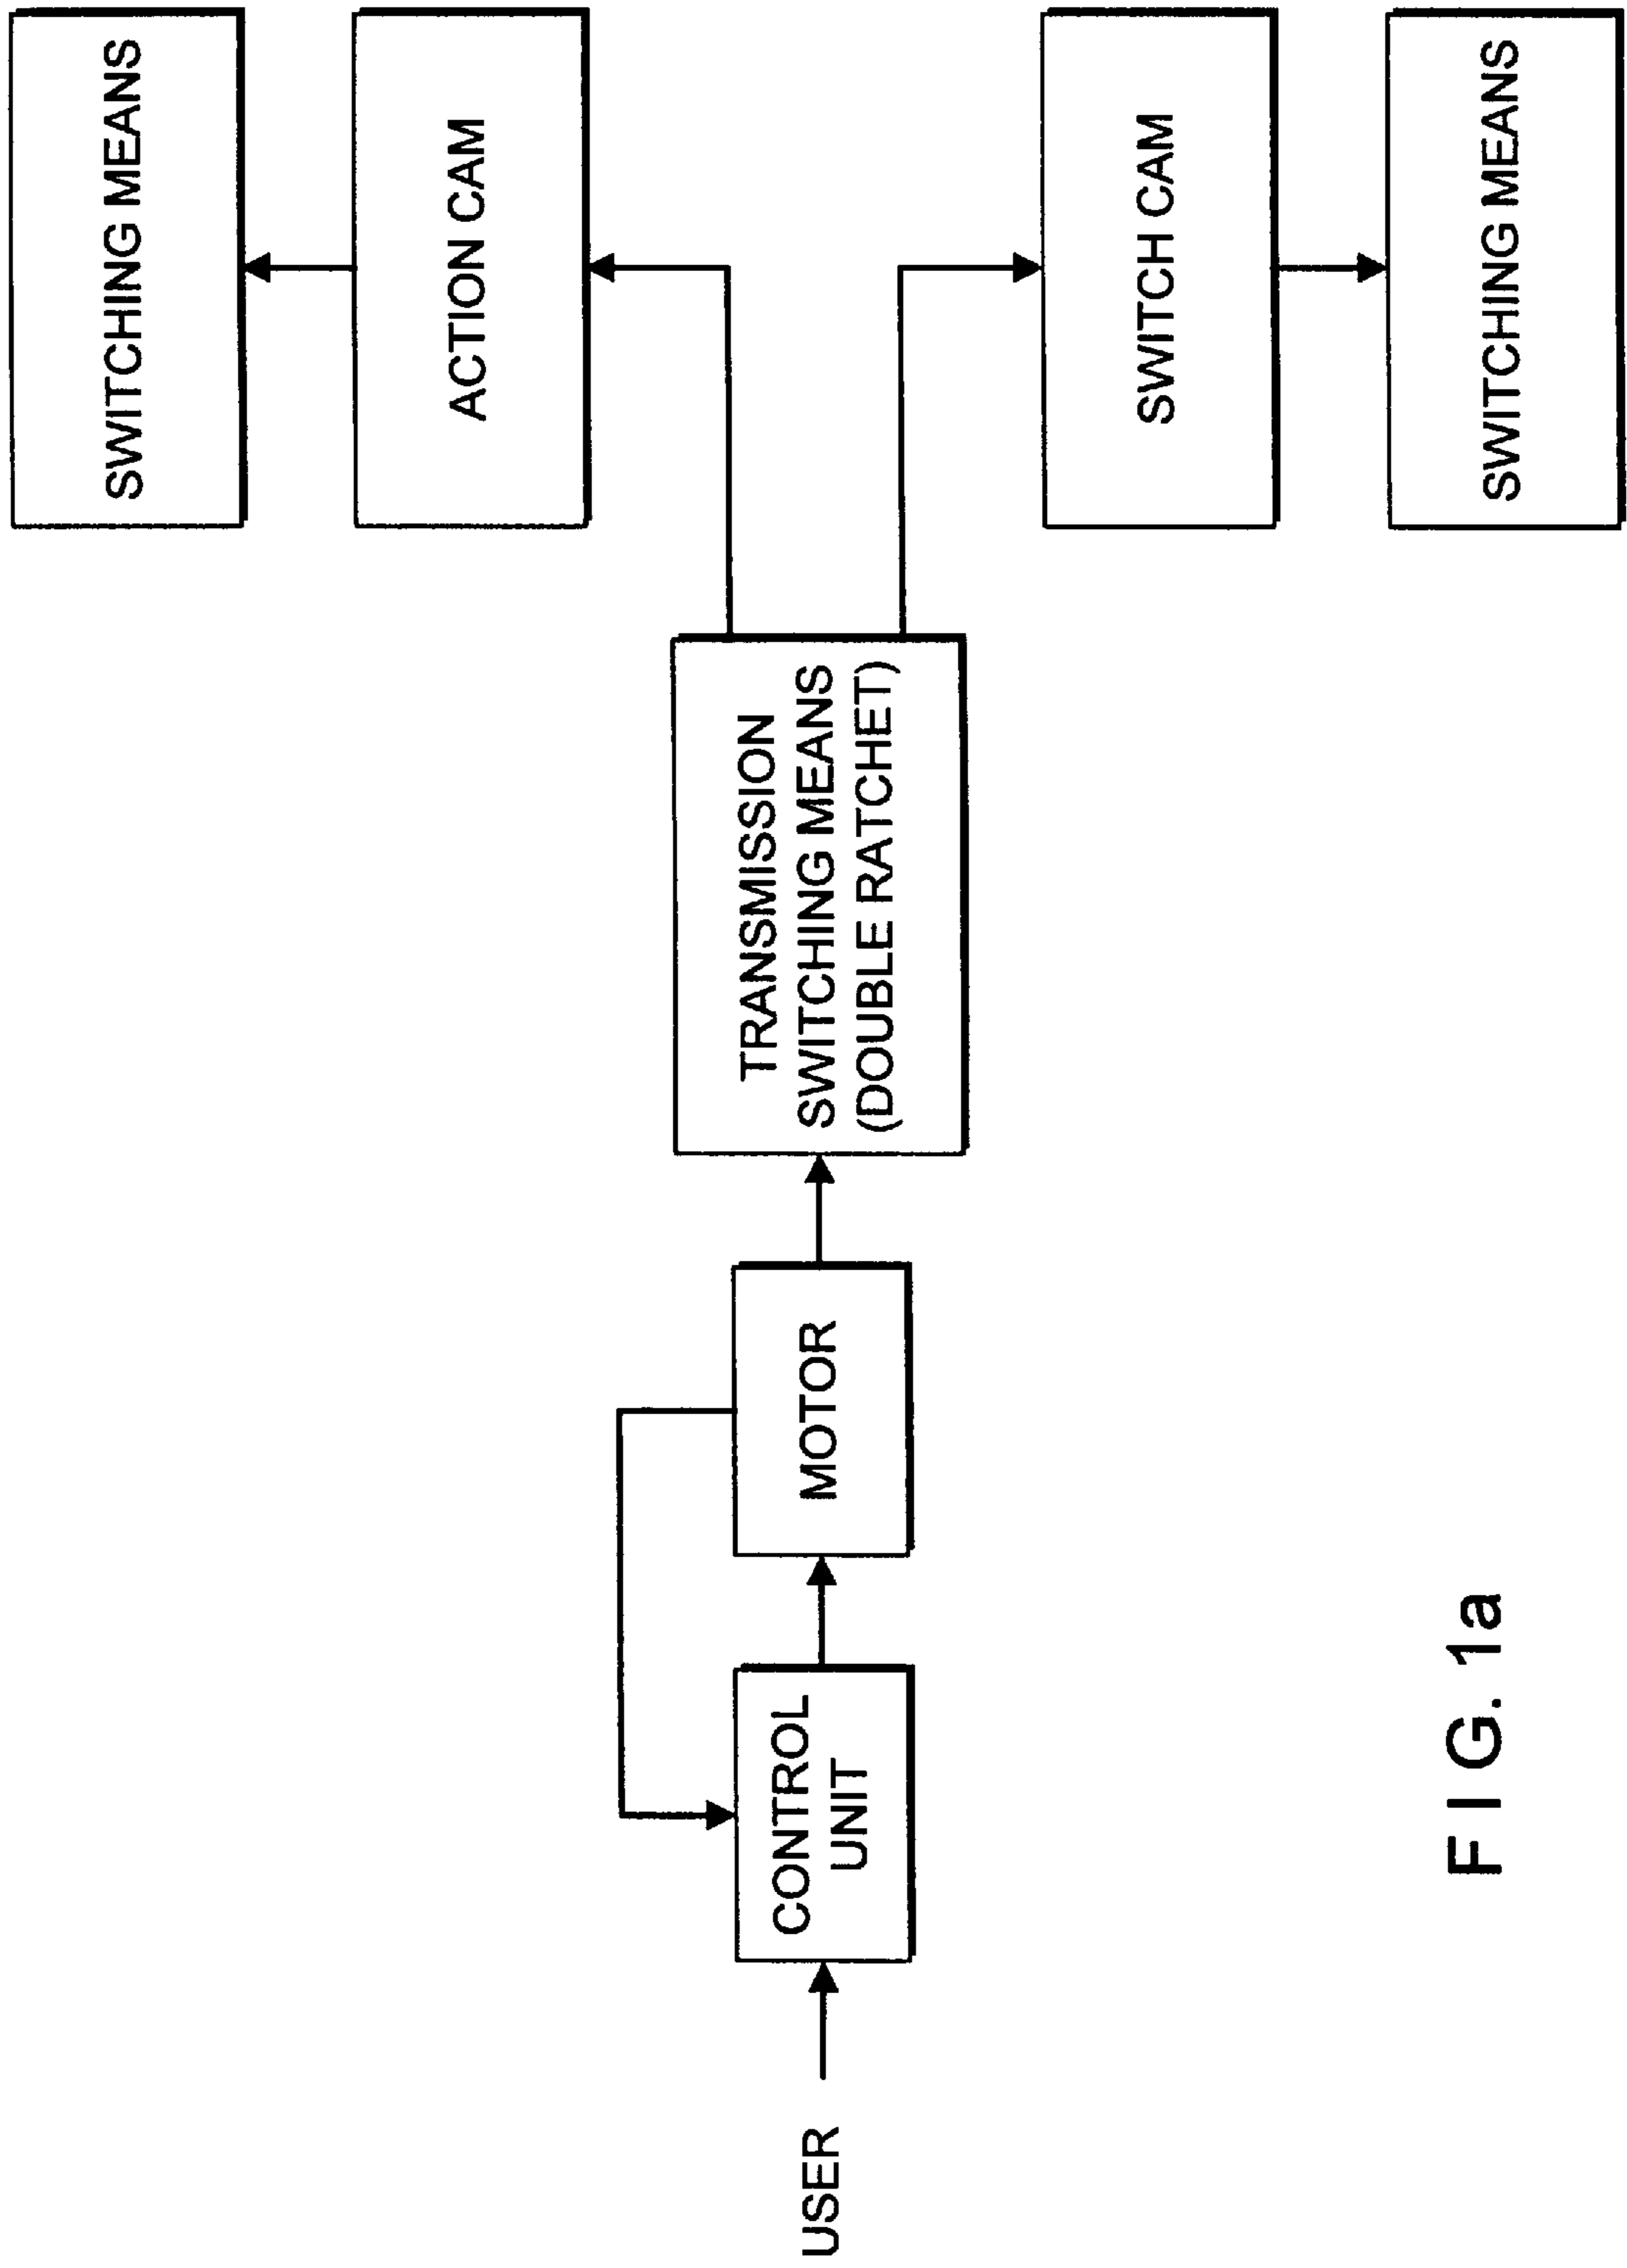 USER
CONTROL
UNIT
MOTOR
TRANSMISSION
SWITCHING MEANS
(DOUBLE RATCHET)
SWITCHING MEANS
ACTION CAM
SWITCH CAM
SWITCHING MEANS
F I G. 1a